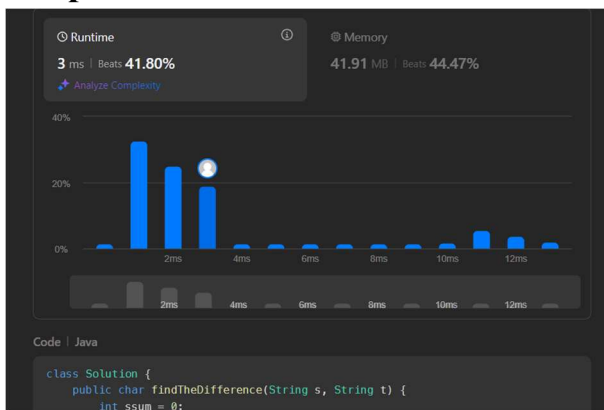 Runtime
3 ms | Beats 41.80%
Analyze Complexity
Memory
41.91 MB | Beats 44.47%
40%
20%
0%
2ms 4ms 6ms 8ms 10ms 12ms
2ms 4ms 6ms 8ms 10ms 12ms
Code | Java
class Solution {
public char findTheDifference(String s, String t) {
int ssum = 0;